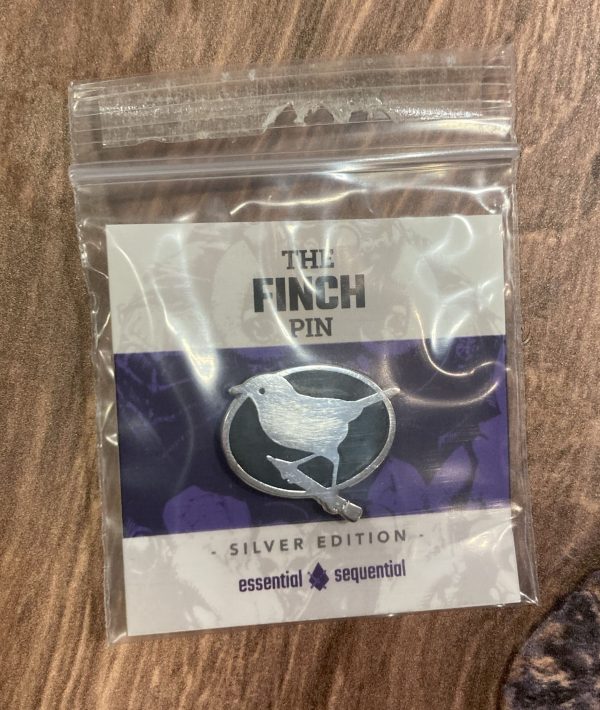 THE
FINCH
PIN
- SILVER EDITION -
essential sequential